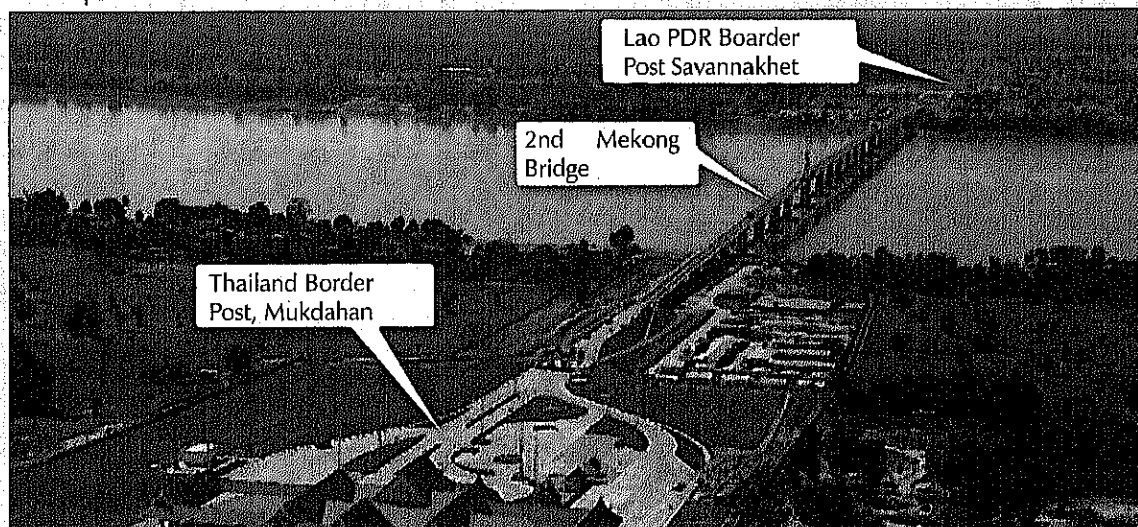 Lao PDR Boarder
Post Savannakhet
2nd Mekong
Bridge
Thailand Border
Post, Mukdahan